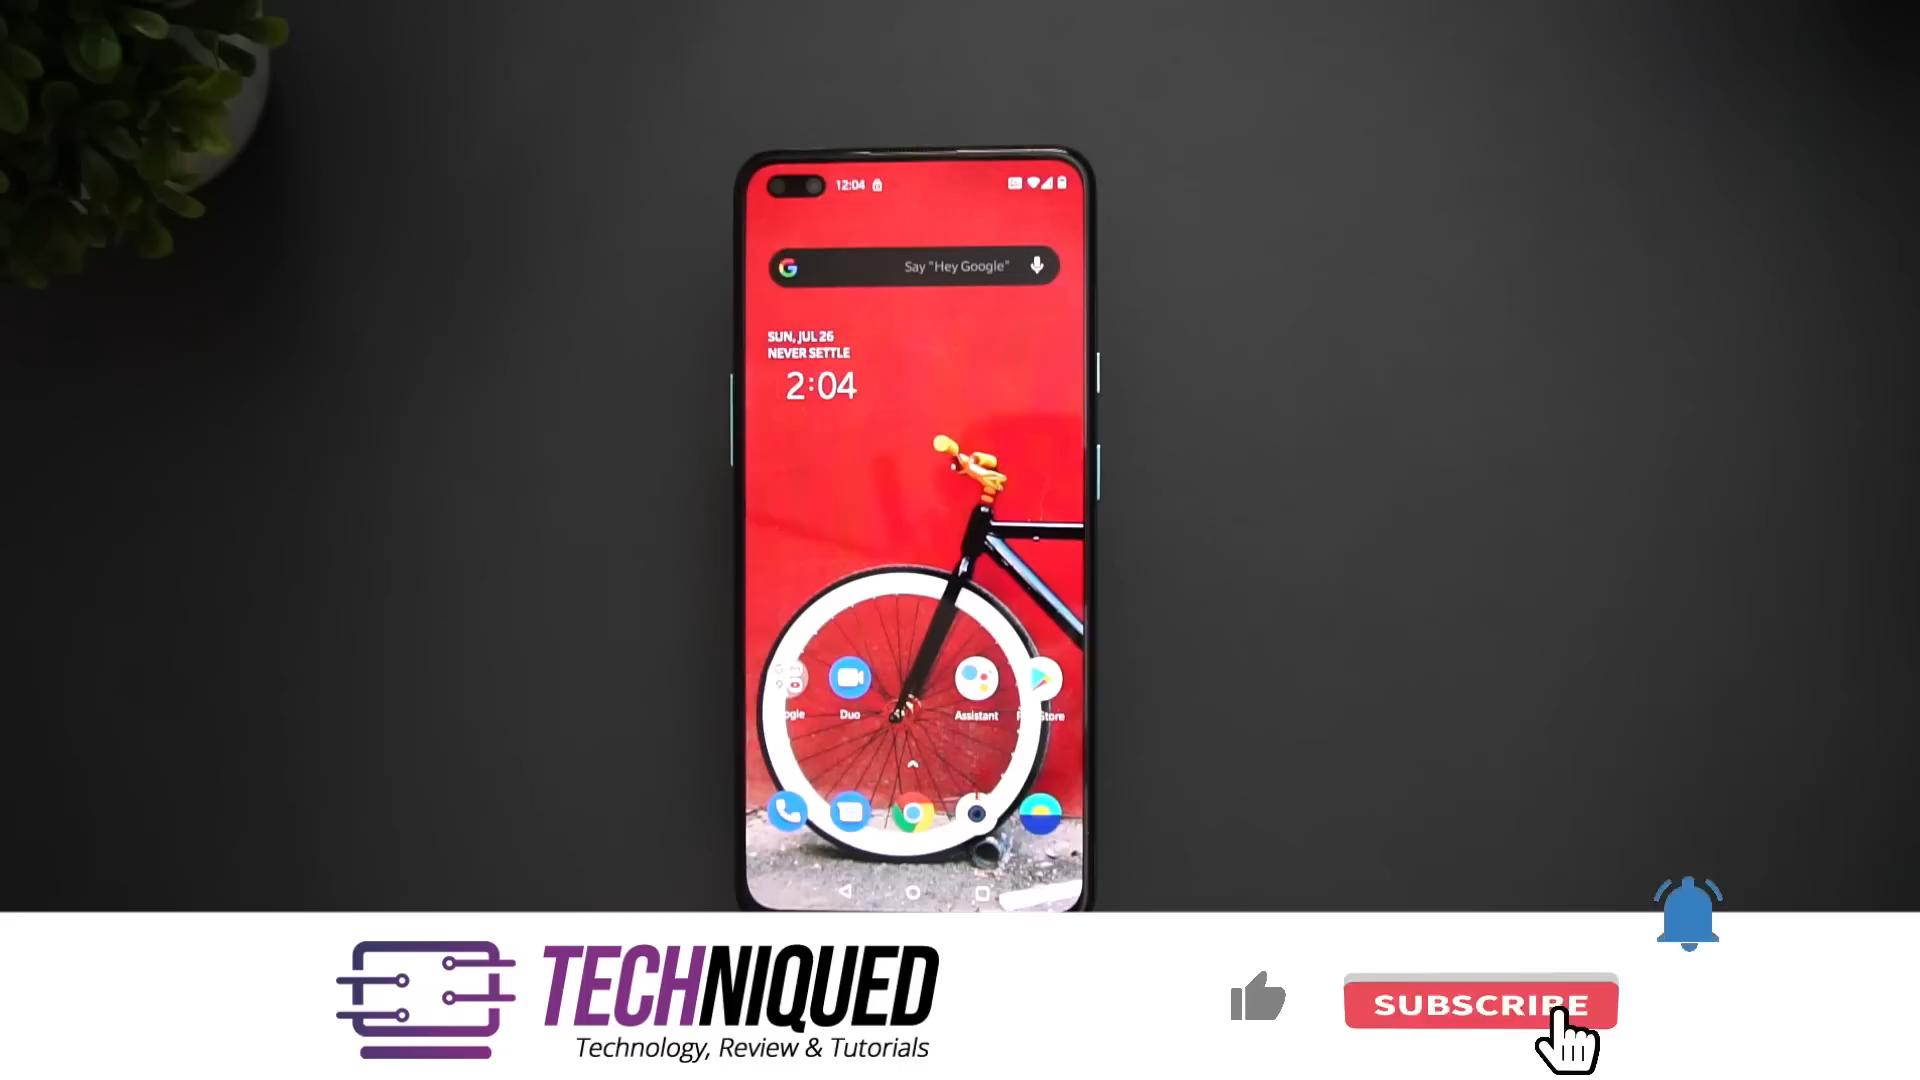 12:04
Say "Hey Google"
SUN, JUL 26
NEVER SETTLE
2:04
Duo
Assistant
Store
TECHNIQUED
Technology, Review & Tutorials
SUBSCRIBE